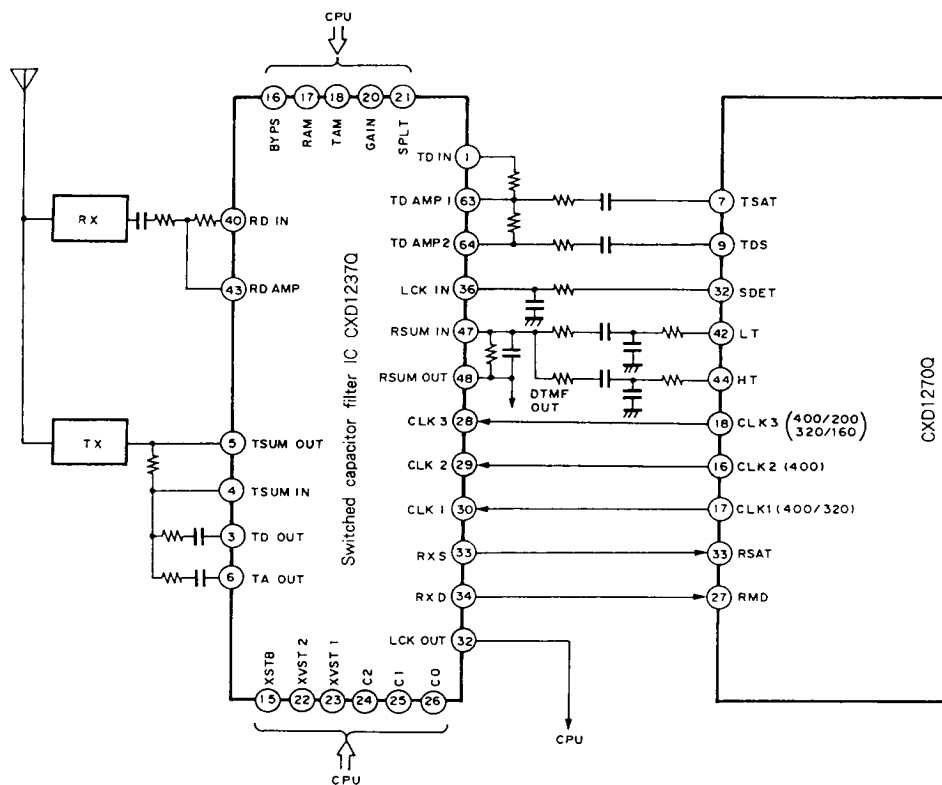 CPU
16 17 18 20 21
BYPS RAM TAM GAIN SPLT
RX
40 RD IN
43 RD AMP
TX
5 TSUM OUT
4 TSUM IN
3 TD OUT
6 TA OUT
Switched capacitor filter IC CXD1237Q
TD IN 1
TD AMP 1 63
TD AMP2 64
LCK IN 36
RSUM IN 47
RSUM OUT 48
DTMF
OUT
CLK 3 28
CLK 2 29
CLK 1 30
RXS 33
RXD 34
LCK OUT 32
CPU
XSTB XVST 2 XVST 1 C2 C1 C0
15 22 23 24 25 26
CPU
7 TSAT
9 TDS
32 SDET
42 LT
44 HT
18 CLK3 (400/200 320/160)
16 CLK2 (400)
17 CLK1 (400/320)
33 RSAT
27 RMD
CXD1270Q